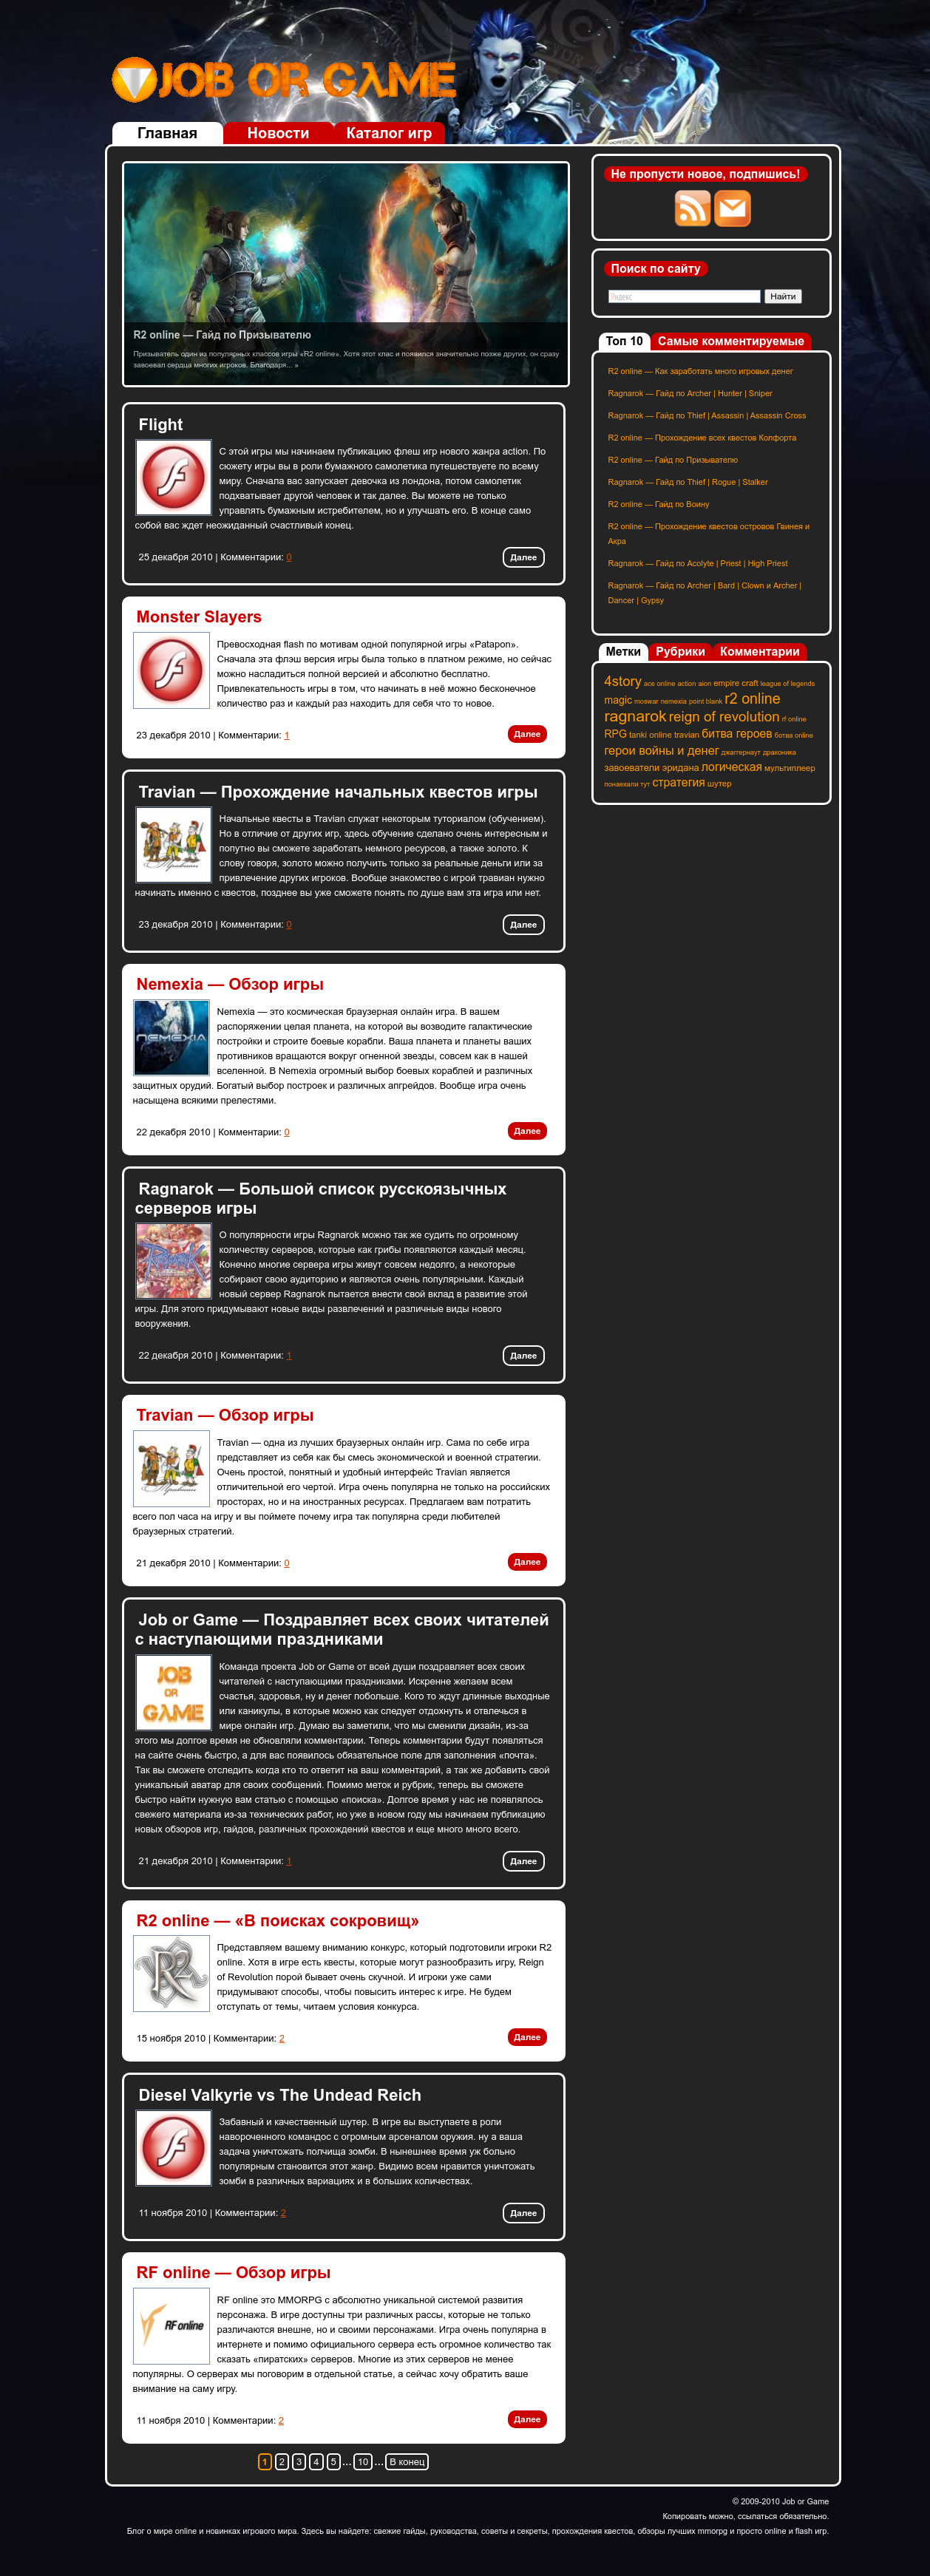 JOB OR GAME
Главная
Новости
Каталог игр
R2 online — Гайд по Призывателю
Призыватель один из популярных классов игры «R2 online». Хотя этот клас и появился значительно позже других, он сразу
завоевал сердца многих игроков. Благодаря... »
Flight
С этой игры мы начинаем публикацию флеш игр нового жанра action. По
сюжету игры вы в роли бумажного самолетика путешествуете по всему
миру. Сначала вас запускает девочка из лондона, потом самолетик
подхватывает другой человек и так далее. Вы можете не только
управлять бумажным истребителем, но и улучшать его. В конце само
собой вас ждет неожиданный счастливый конец.
25 декабря 2010 | Комментарии: 0
Далее
Monster Slayers
Превосходная flash по мотивам одной популярной игры «Patapon».
Сначала эта флэш версия игры была только в платном режиме, но сейчас
можно насладиться полной версией и абсолютно бесплатно.
Привлекательность игры в том, что начинать в неё можно бесконечное
количество раз и каждый раз находить для себя что то новое.
23 декабря 2010 | Комментарии: 1
Далее
Travian — Прохождение начальных квестов игры
Начальные квесты в Travian служат некоторым туториалом (обучением).
Но в отличие от других игр, здесь обучение сделано очень интересным и
попутно вы сможете заработать немного ресурсов, а также золото. К
слову говоря, золото можно получить только за реальные деньги или за
привлечение других игроков. Вообще знакомство с игрой травиан нужно
начинать именно с квестов, позднее вы уже сможете понять по душе вам эта игра или нет.
23 декабря 2010 | Комментарии: 0
Далее
Nemexia — Обзор игры
NEMEXIA
Nemexia — это космическая браузерная онлайн игра. В вашем
распоряжении целая планета, на которой вы возводите галактические
постройки и строите боевые корабли. Ваша планета и планеты ваших
противников вращаются вокруг огненной звезды, совсем как в нашей
вселенной. В Nemexia огромный выбор боевых кораблей и различных
защитных орудий. Богатый выбор построек и различных апгрейдов. Вообще игра очень
насыщена всякими прелестями.
22 декабря 2010 | Комментарии: 0
Далее
Ragnarok — Большой список русскоязычных
серверов игры
О популярности игры Ragnarok можно так же судить по огромному
количеству серверов, которые как грибы появляются каждый месяц.
Конечно многие сервера игры живут совсем недолго, а некоторые
собирают свою аудиторию и являются очень популярными. Каждый
новый сервер Ragnarok пытается внести свой вклад в развитие этой
игры. Для этого придумывают новые виды развлечений и различные виды нового
вооружения.
22 декабря 2010 | Комментарии: 1
Далее
Travian — Обзор игры
Travian — одна из лучших браузерных онлайн игр. Сама по себе игра
представляет из себя как бы смесь экономической и военной стратегии.
Очень простой, понятный и удобный интерфейс Travian является
отличительной его чертой. Игра очень популярна не только на российских
просторах, но и на иностранных ресурсах. Предлагаем вам потратить
всего пол часа на игру и вы поймете почему игра так популярна среди любителей
браузерных стратегий.
21 декабря 2010 | Комментарии: 0
Далее
Job or Game — Поздравляет всех своих читателей
с наступающими праздниками
JOB
OR
GAME
Команда проекта Job or Game от всей души поздравляет всех своих
читателей с наступающими праздниками. Искренне желаем всем
счастья, здоровья, ну и денег побольше. Кого то ждут длинные выходные
или каникулы, в которые можно как следует отдохнуть и отвлечься в
мире онлайн игр. Думаю вы заметили, что мы сменили дизайн, из-за
этого мы долгое время не обновляли комментарии. Теперь комментарии будут появляться
на сайте очень быстро, а для вас появилось обязательное поле для заполнения «почта».
Так вы сможете отследить когда кто то ответит на ваш комментарий, а так же добавить свой
уникальный аватар для своих сообщений. Помимо меток и рубрик, теперь вы сможете
быстро найти нужную вам статью с помощью «поиска». Долгое время у нас не появлялось
свежего материала из-за технических работ, но уже в новом году мы начинаем публикацию
новых обзоров игр, гайдов, различных прохождений квестов и еще много много всего.
21 декабря 2010 | Комментарии: 1
Далее
R2 online — «В поисках сокровищ»
R2
Представляем вашему вниманию конкурс, который подготовили игроки R2
online. Хотя в игре есть квесты, которые могут разнообразить игру, Reign
of Revolution порой бывает очень скучной. И игроки уже сами
придумывают способы, чтобы повысить интерес к игре. Не будем
отступать от темы, читаем условия конкурса.
15 ноября 2010 | Комментарии: 2
Далее
Diesel Valkyrie vs The Undead Reich
Забавный и качественный шутер. В игре вы выступаете в роли
навороченного командос с огромным арсеналом оружия. ну а ваша
задача уничтожать полчища зомби. В нынешнее время уж больно
популярным становится этот жанр. Видимо всем нравится уничтожать
зомби в различных вариациях и в больших количествах.
11 ноября 2010 | Комментарии: 2
Далее
RF online — Обзор игры
RF online
RF online это MMORPG с абсолютно уникальной системой развития
персонажа. В игре доступны три различных рассы, которые не только
различаются внешне, но и своими персонажами. Игра очень популярна в
интернете и помимо официального сервера есть огромное количество так
сказать «пиратских» серверов. Многие из этих серверов не менее
популярны. О серверах мы поговорим в отдельной статье, а сейчас хочу обратить ваше
внимание на саму игру.
11 ноября 2010 | Комментарии: 2
Далее
1 2 3 4 5 ... 10 ... В конец
Не пропусти новое, подпишись!
Поиск по сайту
Яндекс
Найти
Топ 10
Самые комментируемые
R2 online — Как заработать много игровых денег
Ragnarok — Гайд по Archer | Hunter | Sniper
Ragnarok — Гайд по Thief | Assassin | Assassin Cross
R2 online — Прохождение всех квестов Колфорта
R2 online — Гайд по Призывателю
Ragnarok — Гайд по Thief | Rogue | Stalker
R2 online — Гайд по Воину
R2 online — Прохождение квестов островов Гвинея и
Акра
Ragnarok — Гайд по Acolyte | Priest | High Priest
Ragnarok — Гайд по Archer | Bard | Clown и Archer |
Dancer | Gypsy
Метки
Рубрики
Комментарии
4story ace online action aion empire craft league of legends
magic moswar nemexia point blank r2 online
ragnarok reign of revolution rf online
RPG tanki online travian битва героев ботва online
герои войны и денег джаггернаут драконика
завоеватели эридана логическая мультиплеер
понаехали тут стратегия шутер
© 2009-2010 Job or Game
Копировать можно, ссылаться обязательно.
Блог о мире online и новинках игрового мира. Здесь вы найдете: свежие гайды, руководства, советы и секреты, прохождения квестов, обзоры лучших mmorpg и просто online и flash игр.